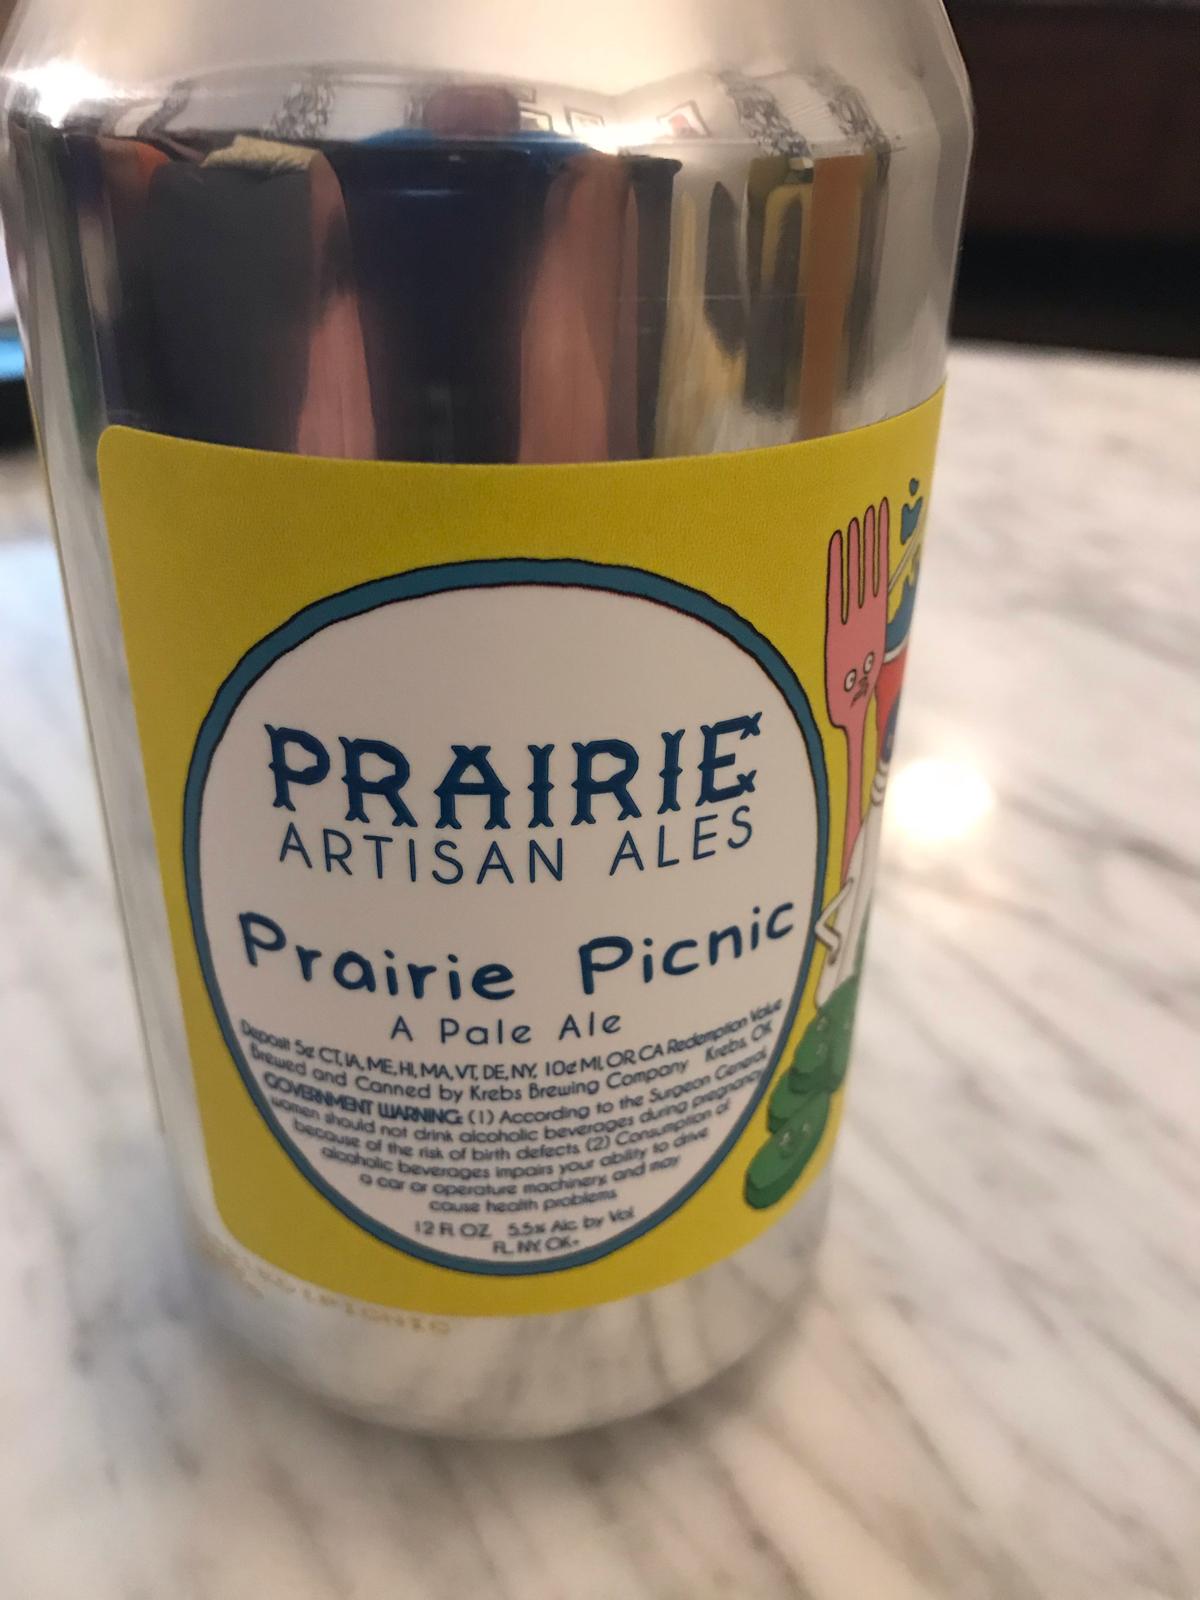 PRAIRIE
ARTISAN ALES
Prairie Picnic
A Pale Ale
Deposit 5¢ CT, IA, ME, HI, MA, VT, DE, NY, 10¢ MI, OR, CA Redemption Value
Brewed and Canned by Krebs Brewing Company Krebs, OK
GOVERNMENT WARNING: (1) According to the Surgeon General,
women should not drink alcoholic beverages during pregnancy
because of the risk of birth defects. (2) Consumption of
alcoholic beverages impairs your ability to drive
a car or operature machinery, and may
cause health problems.
12 Fl. OZ. 5.5% Alc by Vol.
FL, NY, OK+